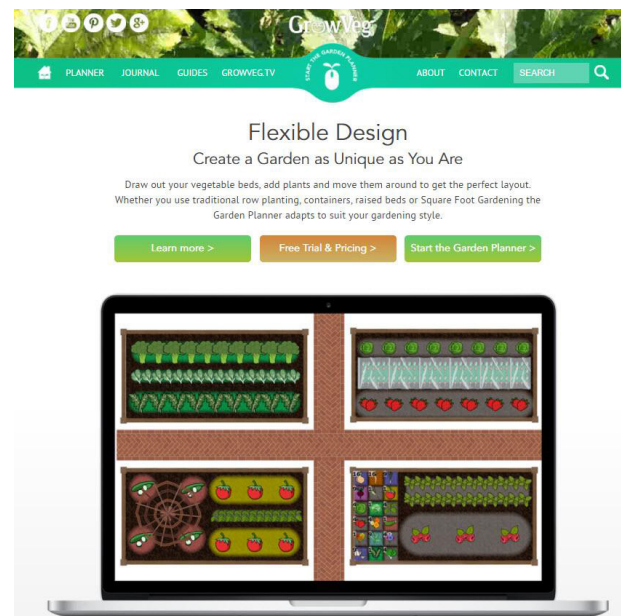 GrowVeg
PLANNER JOURNAL GUIDES GROWVEG.TV START THE GARDEN PLANNER ABOUT CONTACT SEARCH
Flexible Design
Create a Garden as Unique as You Are
Draw out your vegetable beds, add plants and move them around to get the perfect layout.
Whether you use traditional row planting, containers, raised beds or Square Foot Gardening the
Garden Planner adapts to suit your gardening style.
Learn more > Free Trial & Pricing > Start the Garden Planner >